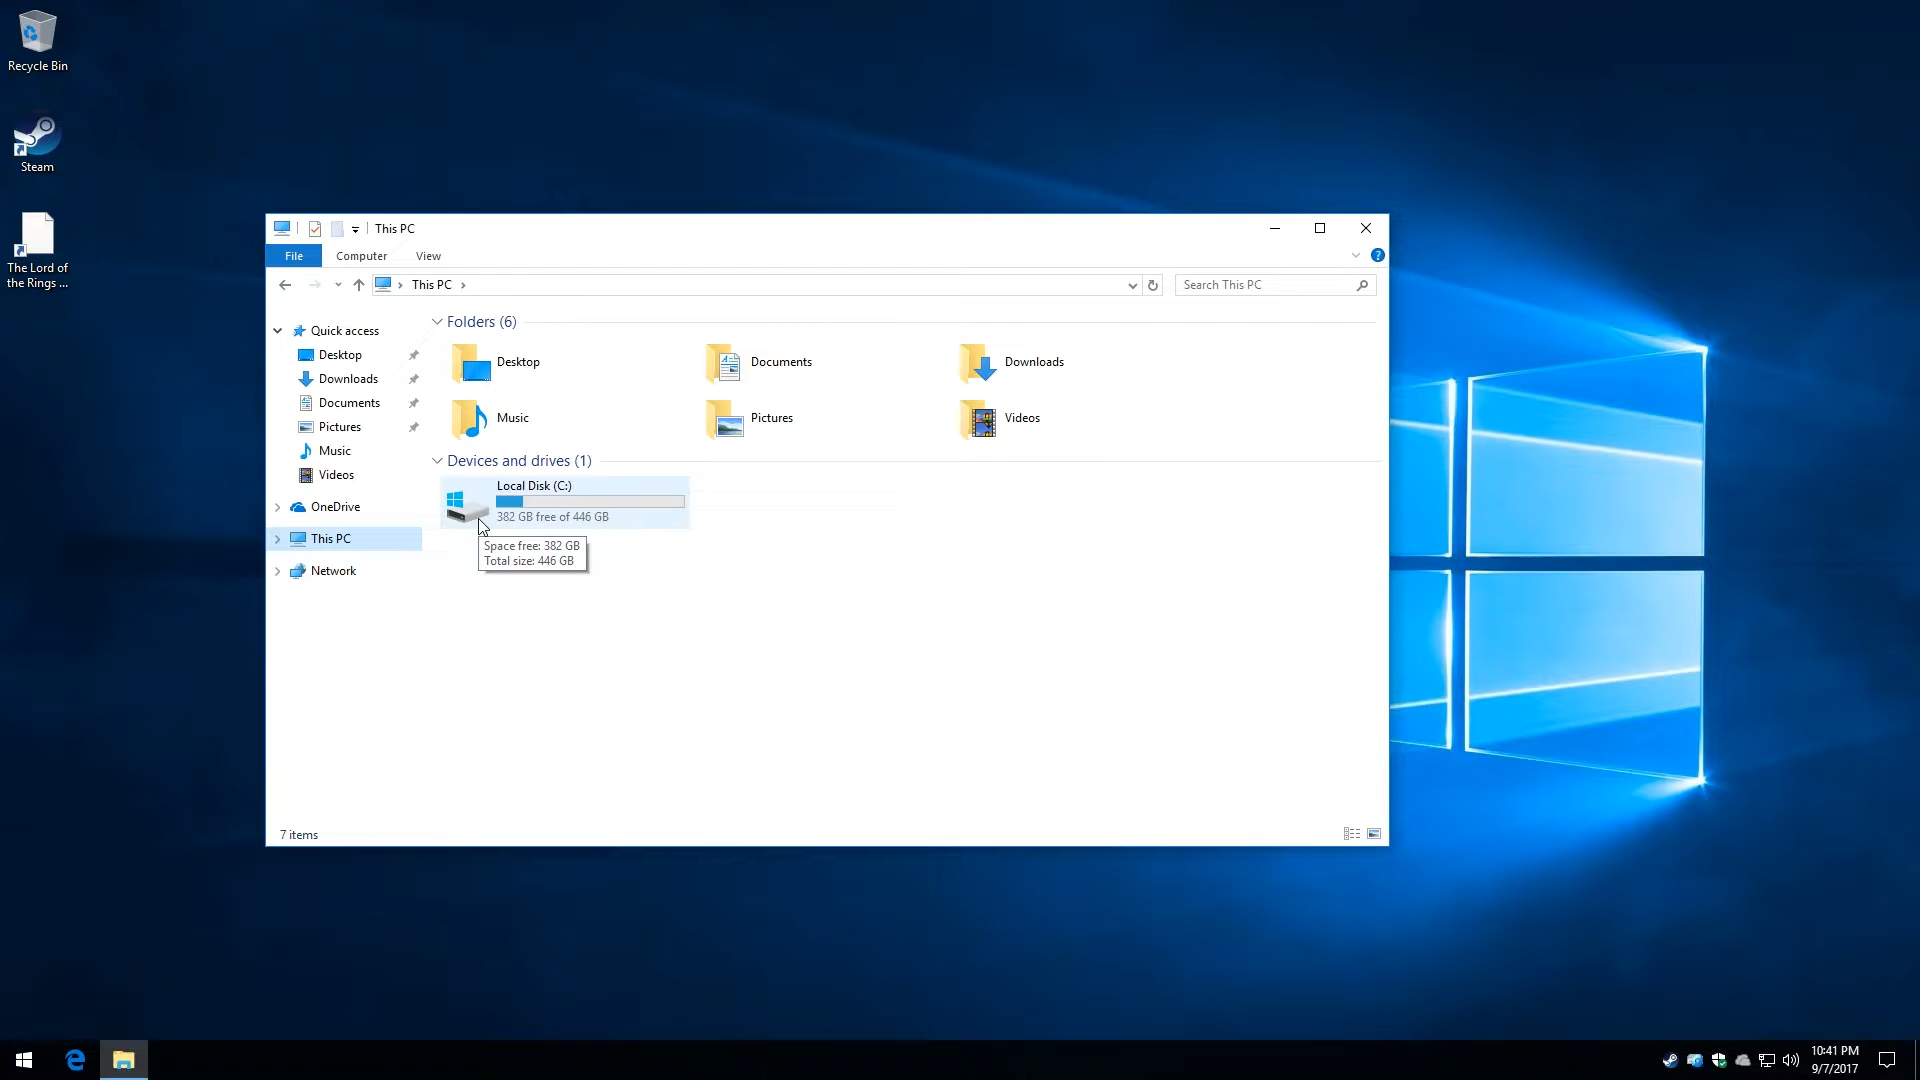 Recycle Bin
Steam
The Lord of
the Rings ...
This PC
File
Computer
View
?
This PC
Search This PC
Quick access
Desktop
Downloads
Documents
Pictures
Music
Videos
OneDrive
This PC
Network
Folders (6)
Desktop
Documents
Downloads
Music
Pictures
Videos
Devices and drives (1)
Local Disk (C:)
382 GB free of 446 GB
Space free: 382 GB
Total size: 446 GB
7 items
10:41 PM
9/7/2017